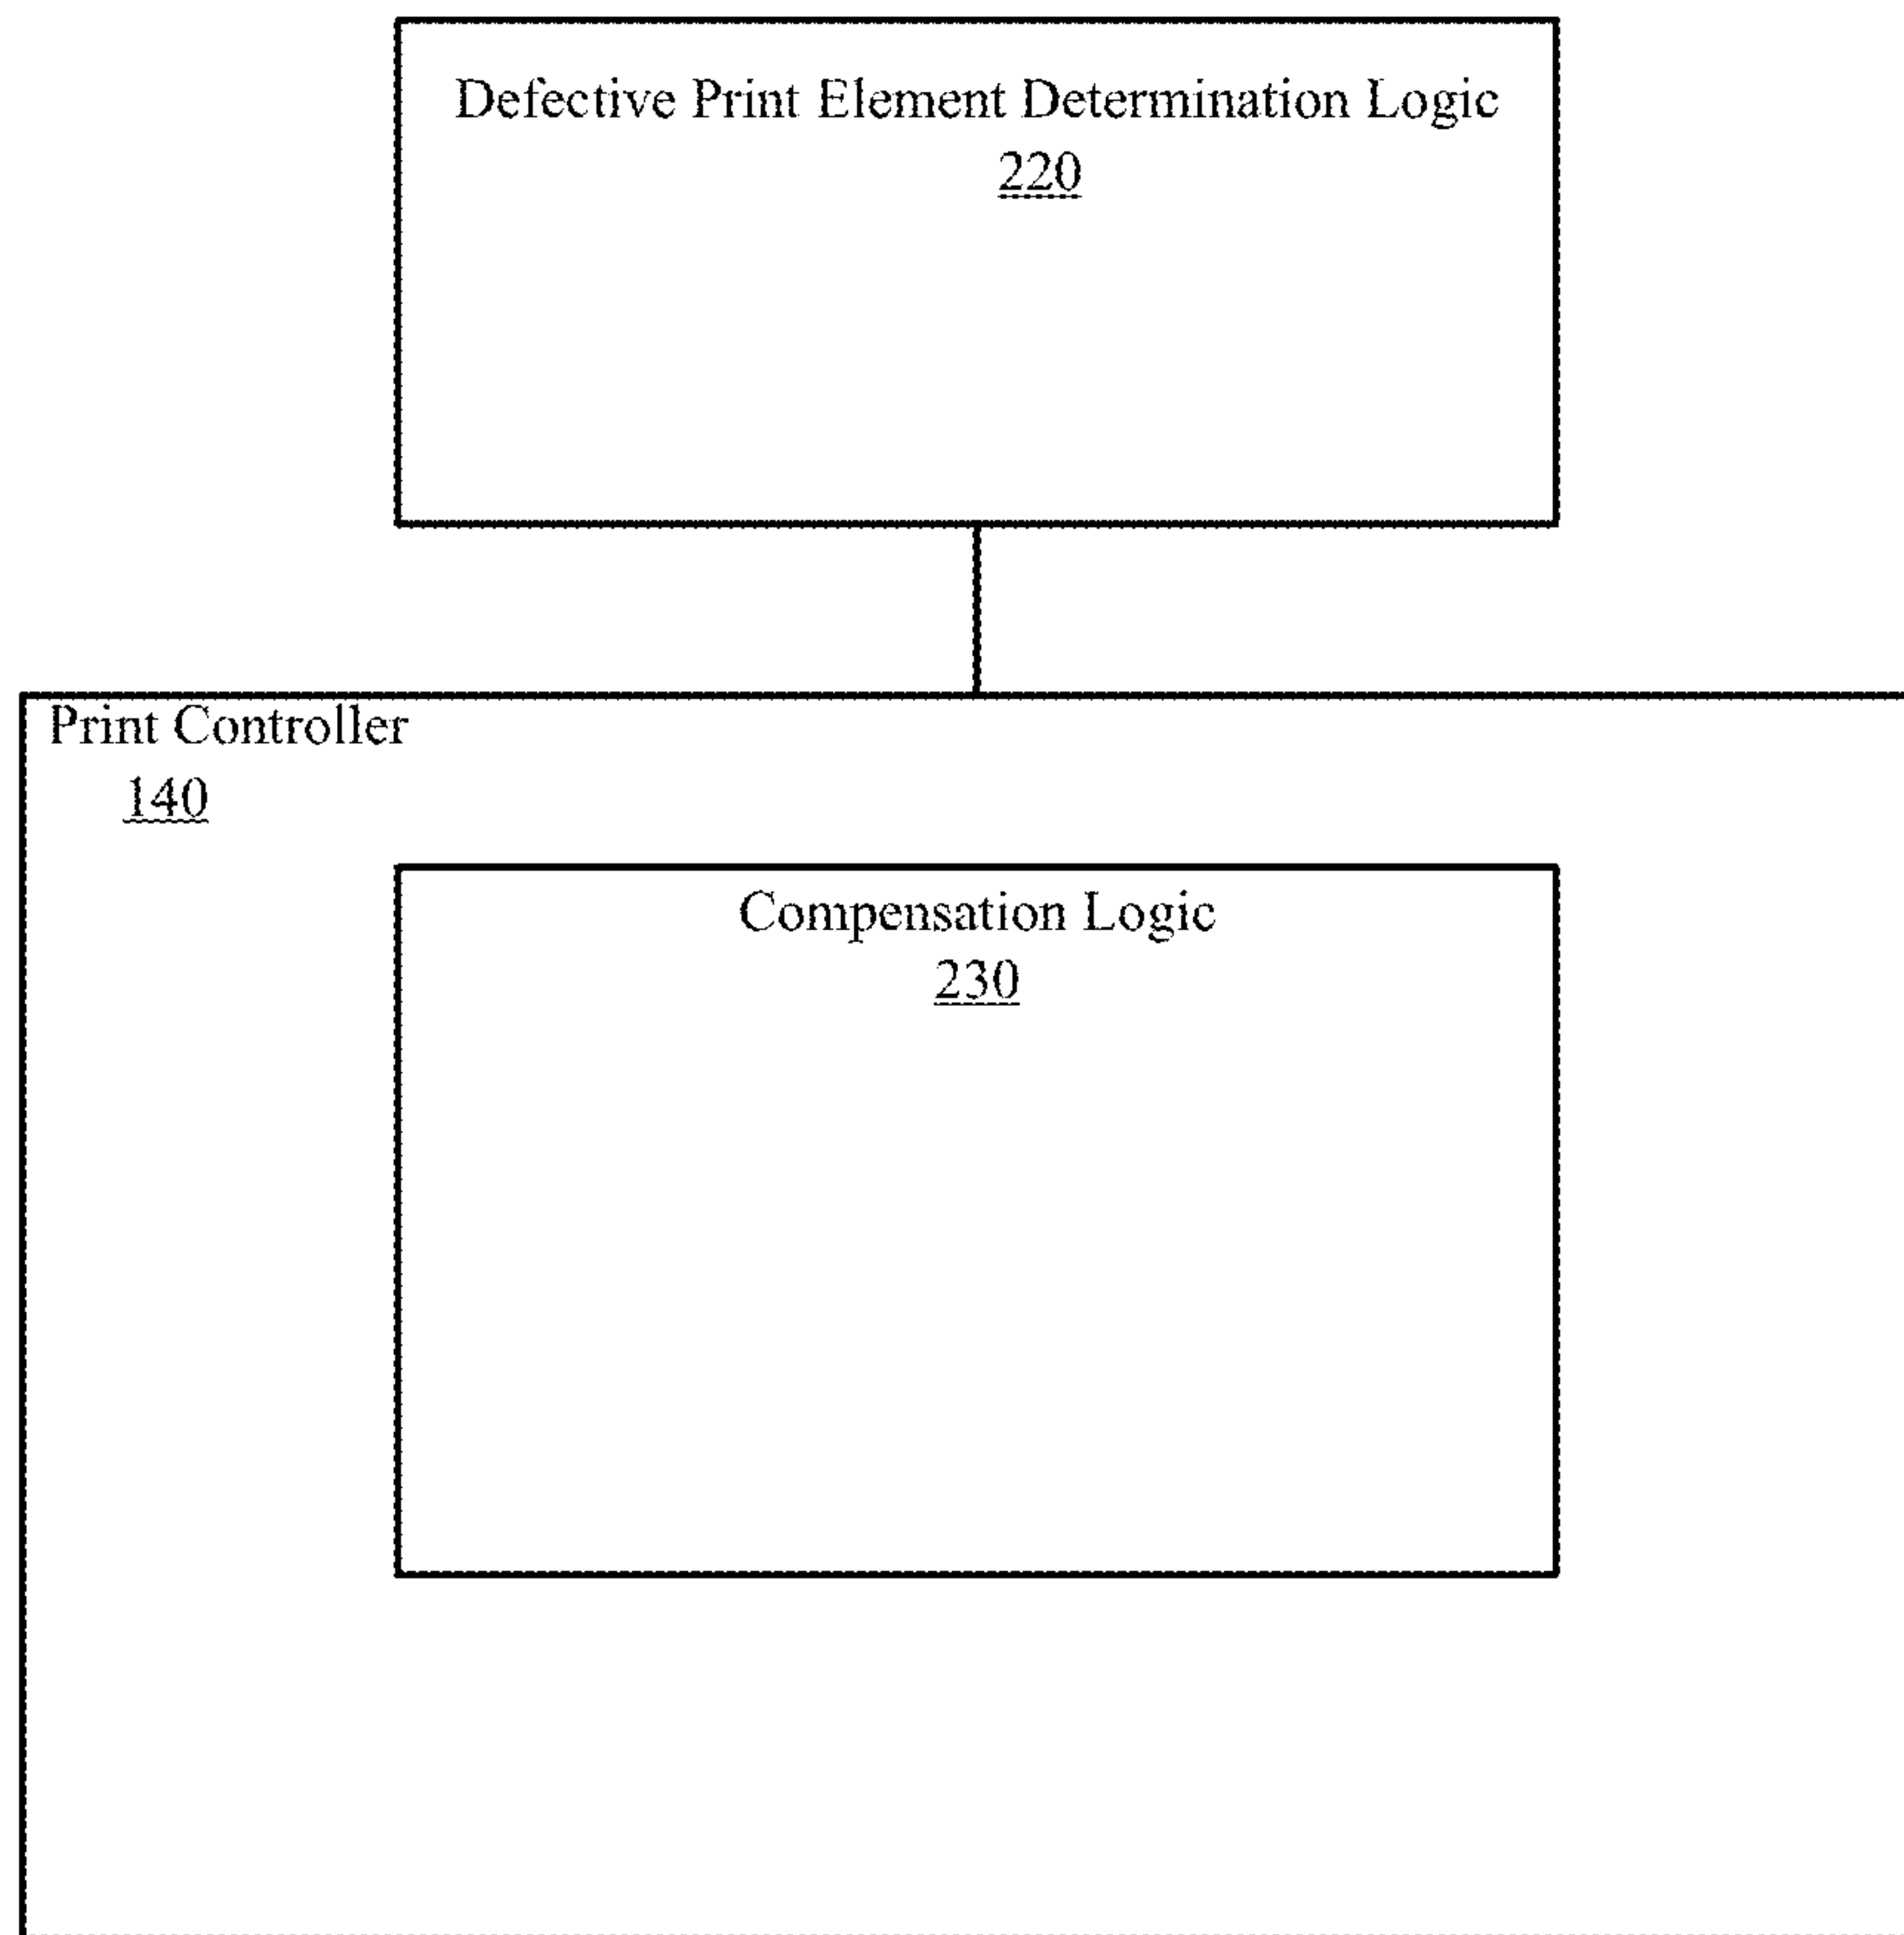 Defective Print Element Determination Logic
220
Print Controller
140
Compensation Logic
230